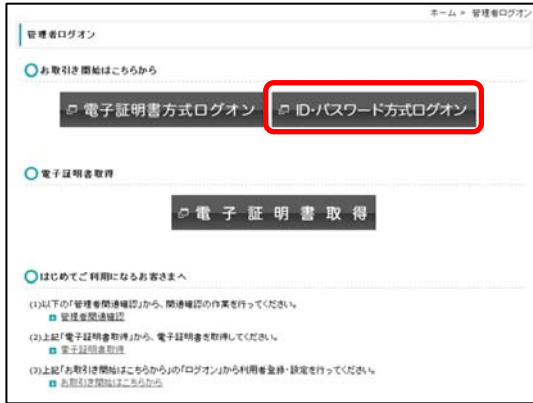 ホーム > 管理者ログオン
管理者ログオン
お取引き開始はこちらから
電子証明書方式ログオン
ID・パスワード方式ログオン
電子証明書取得
電子証明書取得
はじめてご利用になるお客さまへ
(1)以下の「管理者開通確認」から、開通確認の作業を行ってください。
管理者開通確認
(2)上記「電子証明書取得」から、電子証明書を取得してください。
電子証明書取得
(3)上記「お取引き開始はこちらから」の「ログオン」から利用者登録・設定を行ってください。
お取引き開始はこちらから